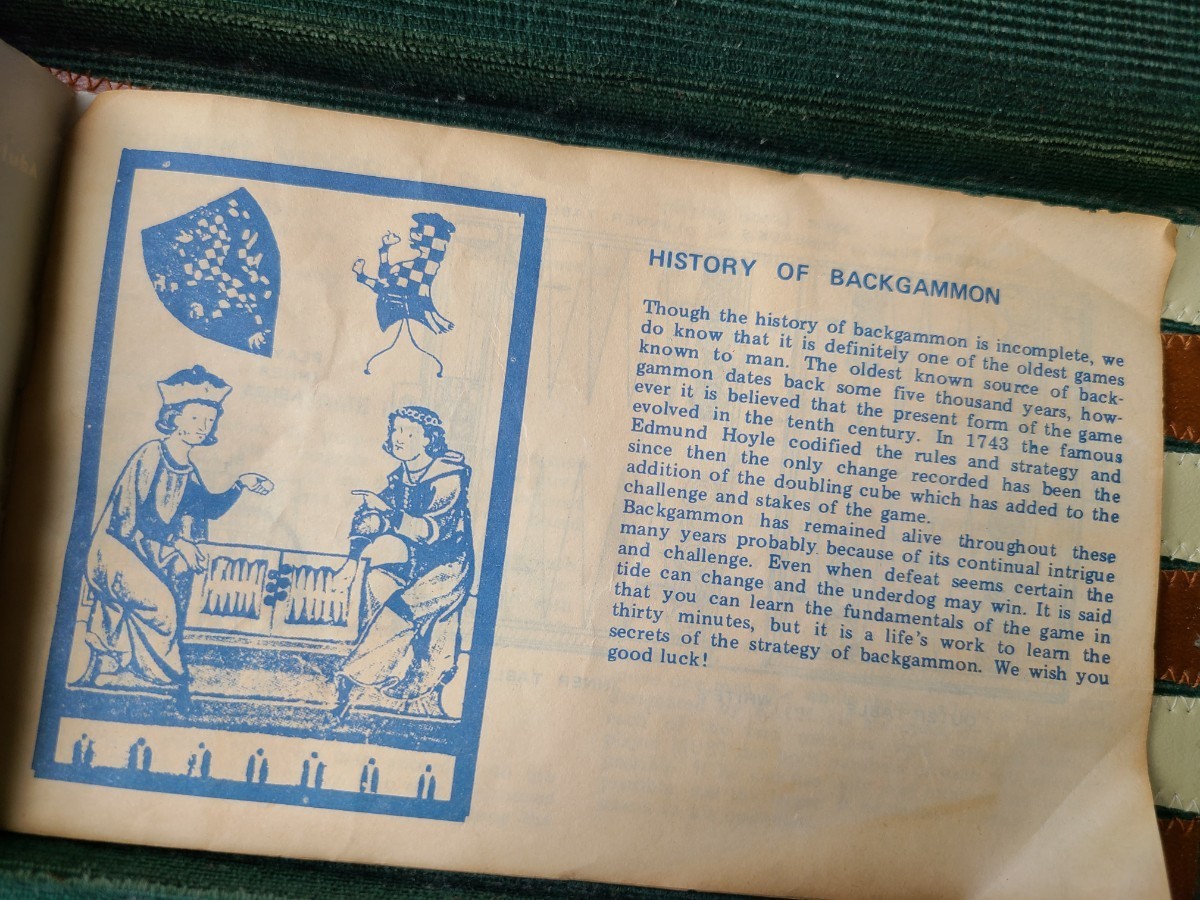 HISTORY OF BACKGAMMON
Though the history of backgammon is incomplete, we
do know that it is definitely one of the oldest games
known to man. The oldest known source of back-
gammon dates back some five thousand years, how-
ever it is believed that the present form of the game
evolved in the tenth century. In 1743 the famous
Edmund Hoyle codified the rules and strategy and
since then the only change recorded has been the
addition of the doubling cube which has added to the
challenge and stakes of the game.
Backgammon has remained alive throughout these
many years probably because of its continual intrigue
and challenge. Even when defeat seems certain the
tide can change and the underdog may win. It is said
that you can learn the fundamentals of the game in
thirty minutes, but it is a life's work to learn the
secrets of the strategy of backgammon. We wish you
good luck!